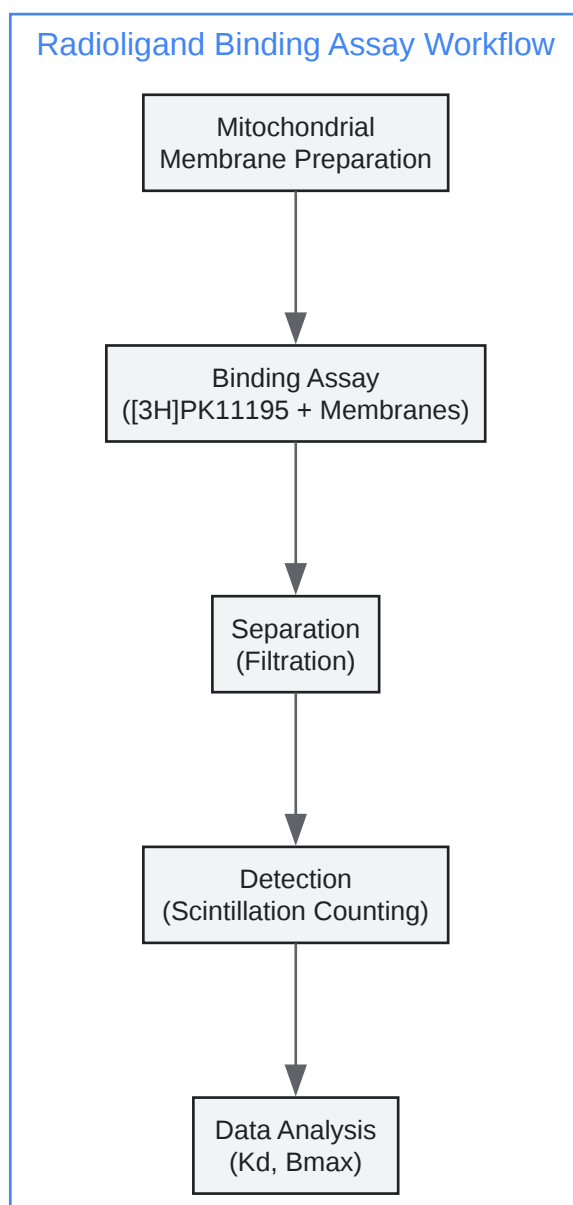 Radioligand Binding Assay Workflow
Mitochondrial
Membrane Preparation
Binding Assay
([3H]PK11195 + Membranes)
Separation
(Filtration)
Detection
(Scintillation Counting)
Data Analysis
(Kd, Bmax)